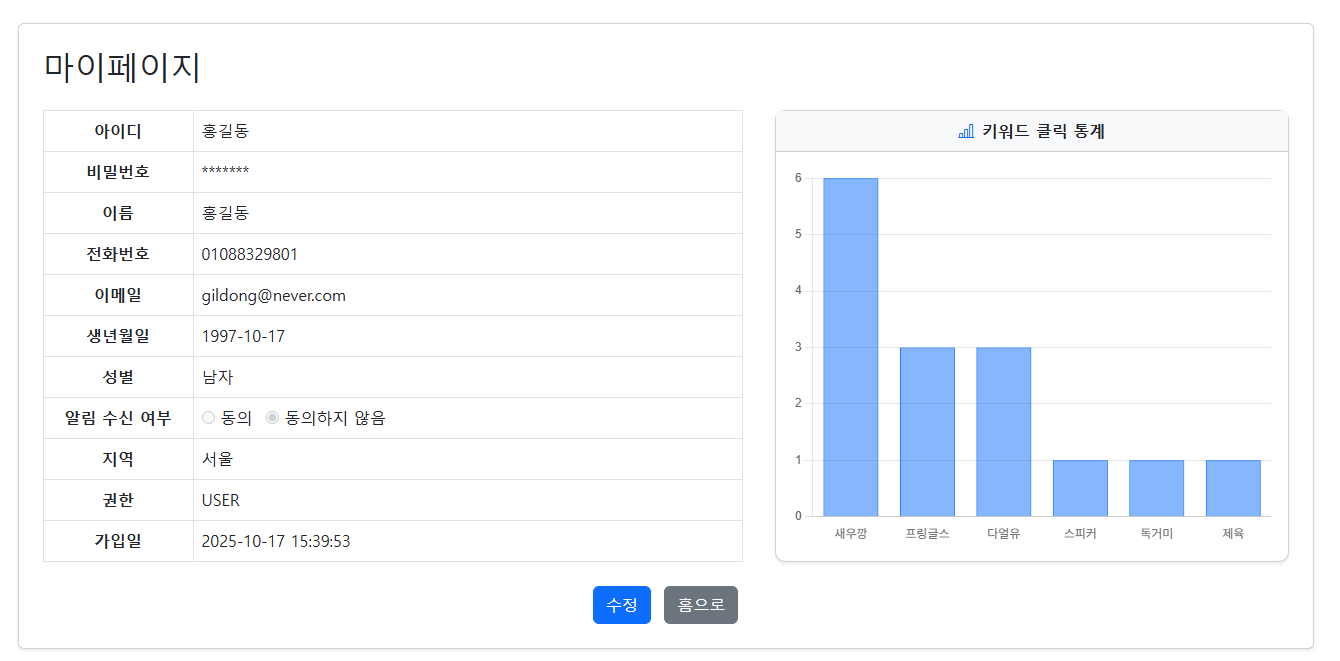 마이페이지
아이디 홍길동
비밀번호 *******
이름 홍길동
전화번호 01088329801
이메일 gildong@never.com
생년월일 1997-10-17
성별 남자
알림 수신 여부 동의 동의하지 않음
지역 서울
권한 USER
가입일 2025-10-17 15:39:53
키워드 클릭 통계
6
5
4
3
2
1
0
새우깡 프링글스 다얼유 스피커 독거미 제육
수정 홈으로